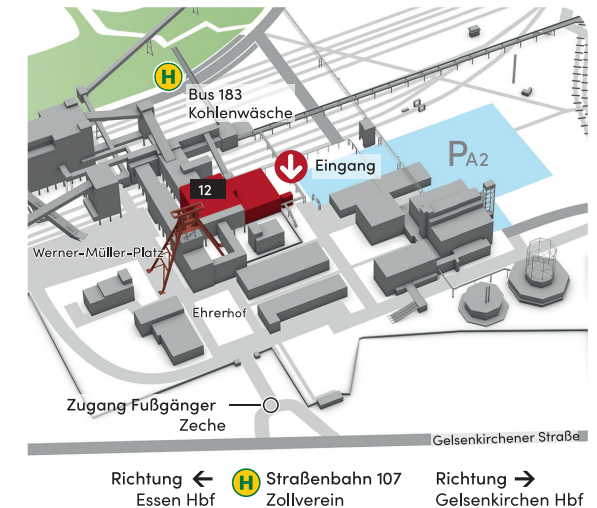 H
Bus 183
Kohlenwäsche
Eingang
PA2
12
Werner-Müller-Platz
Ehrerhof
Zugang Fußgänger
Zeche
Gelsenkirchener Straße
Richtung ←
Essen Hbf
H
Straßenbahn 107
Zollverein
Richtung →
Gelsenkirchen Hbf